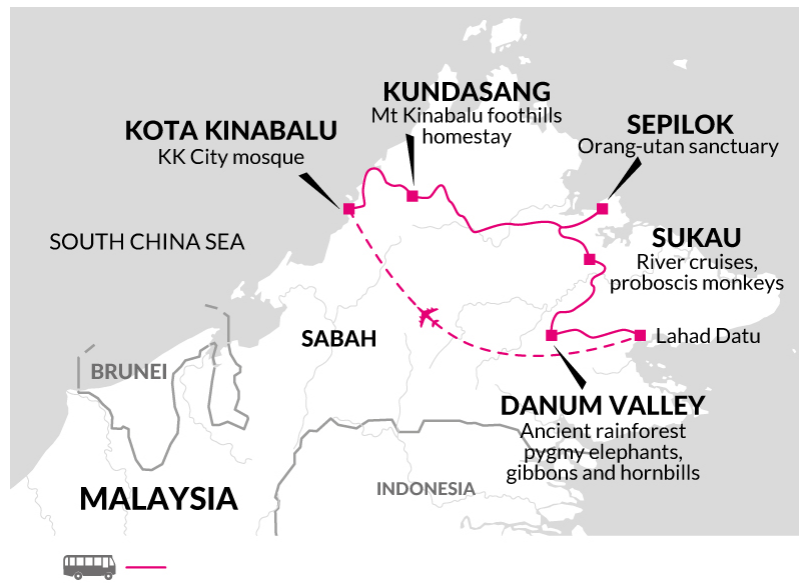 KUNDASANG
Mt Kinabalu foothills
homestay
KOTA KINABALU
KK City mosque
SEPILOK
Orang-utan sanctuary
SOUTH CHINA SEA
SUKAU
River cruises,
proboscis monkeys
SABAH
Lahad Datu
BRUNEI
DANUM VALLEY
Ancient rainforest
pygmy elephants,
gibbons and hornbills
MALAYSIA
INDONESIA